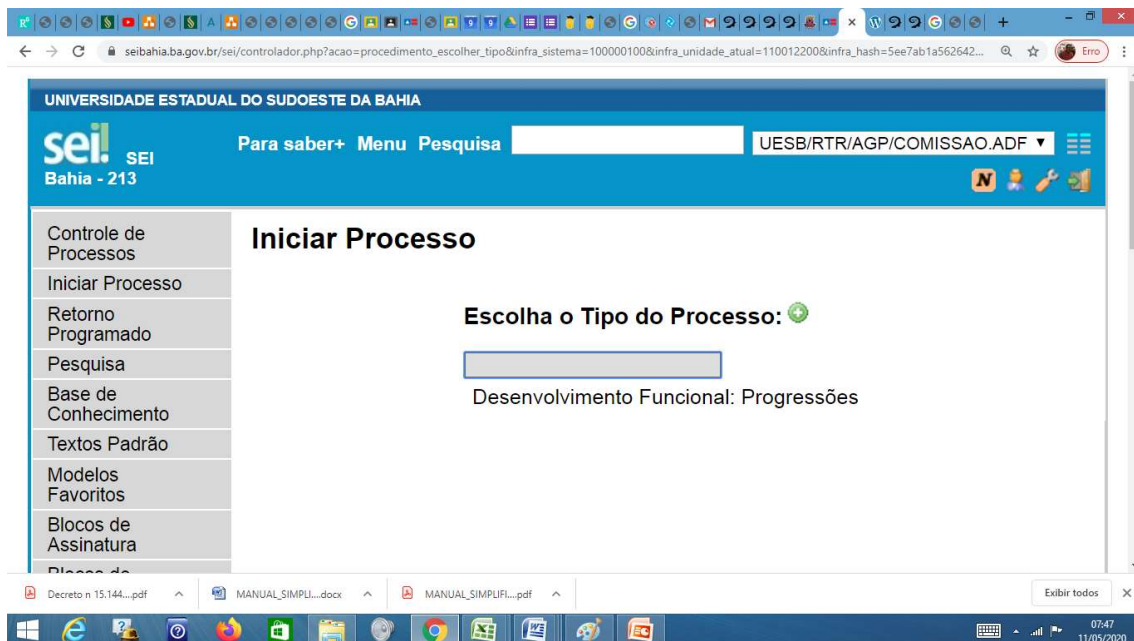 seibahia.ba.gov.br/sei/controlador.php?acao=procedimento_escolher_tipo&infra_sistema=100000100&infra_unidade_atual=110012200&infra_hash=5ee7ab1a562642...
Erro
UNIVERSIDADE ESTADUAL DO SUDOESTE DA BAHIA
sei! SEI
Bahia - 213
Para saber+ Menu Pesquisa
UESB/RTR/AGP/COMISSAO.ADF
N
Controle de
Processos
Iniciar Processo
Retorno
Programado
Pesquisa
Base de
Conhecimento
Textos Padrão
Modelos
Favoritos
Blocos de
Assinatura
Blocos de
Iniciar Processo
Escolha o Tipo do Processo:
Desenvolvimento Funcional: Progressões
Decreto n 15.144....pdf
MANUAL_SIMPLI....docx
MANUAL_SIMPLIFI....pdf
Exibir todos
07:47
11/05/2020